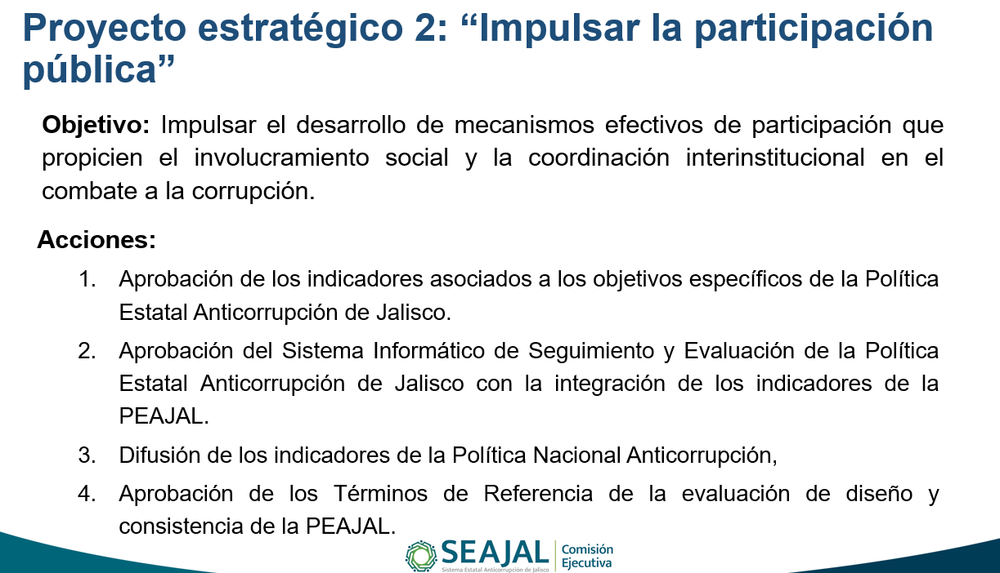 Proyecto estratégico 2: “Impulsar la participación
pública”
Objetivo: Impulsar el desarrollo de mecanismos efectivos de participación que
propicien el involucramiento social y la coordinación interinstitucional en el
combate a la corrupción.
Acciones:
1. Aprobación de los indicadores asociados a los objetivos específicos de la Política
Estatal Anticorrupción de Jalisco.
2. Aprobación del Sistema Informático de Seguimiento y Evaluación de la Política
Estatal Anticorrupción de Jalisco con la integración de los indicadores de la
PEAJAL.
3. Difusión de los indicadores de la Política Nacional Anticorrupción,
4. Aprobación de los Términos de Referencia de la evaluación de diseño y
consistencia de la PEAJAL.
SEAJAL
Sistema Estatal Anticorrupción de Jalisco
Comisión
Ejecutiva